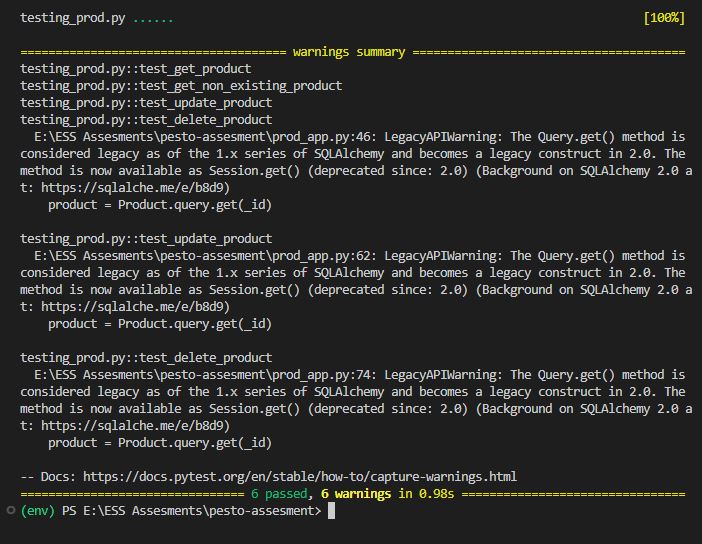 testing_prod.py ...... [100%]
===================================== warnings summary ======================================
testing_prod.py::test_get_product
testing_prod.py::test_get_non_existing_product
testing_prod.py::test_update_product
testing_prod.py::test_delete_product
  E:\ESS Assesments\pesto-assesment\prod_app.py:46: LegacyAPIWarning: The Query.get() method is
considered legacy as of the 1.x series of SQLAlchemy and becomes a legacy construct in 2.0. The
method is now available as Session.get() (deprecated since: 2.0) (Background on SQLAlchemy 2.0 a
t: https://sqlalche.me/e/b8d9)
    product = Product.query.get(_id)

testing_prod.py::test_update_product
  E:\ESS Assesments\pesto-assesment\prod_app.py:62: LegacyAPIWarning: The Query.get() method is
considered legacy as of the 1.x series of SQLAlchemy and becomes a legacy construct in 2.0. The
method is now available as Session.get() (deprecated since: 2.0) (Background on SQLAlchemy 2.0 a
t: https://sqlalche.me/e/b8d9)
    product = Product.query.get(_id)

testing_prod.py::test_delete_product
  E:\ESS Assesments\pesto-assesment\prod_app.py:74: LegacyAPIWarning: The Query.get() method is
considered legacy as of the 1.x series of SQLAlchemy and becomes a legacy construct in 2.0. The
method is now available as Session.get() (deprecated since: 2.0) (Background on SQLAlchemy 2.0 a
t: https://sqlalche.me/e/b8d9)
    product = Product.query.get(_id)

-- Docs: https://docs.pytest.org/en/stable/how-to/capture-warnings.html
================================ 6 passed, 6 warnings in 0.98s ================================
(env) PS E:\ESS Assesments\pesto-assesment>